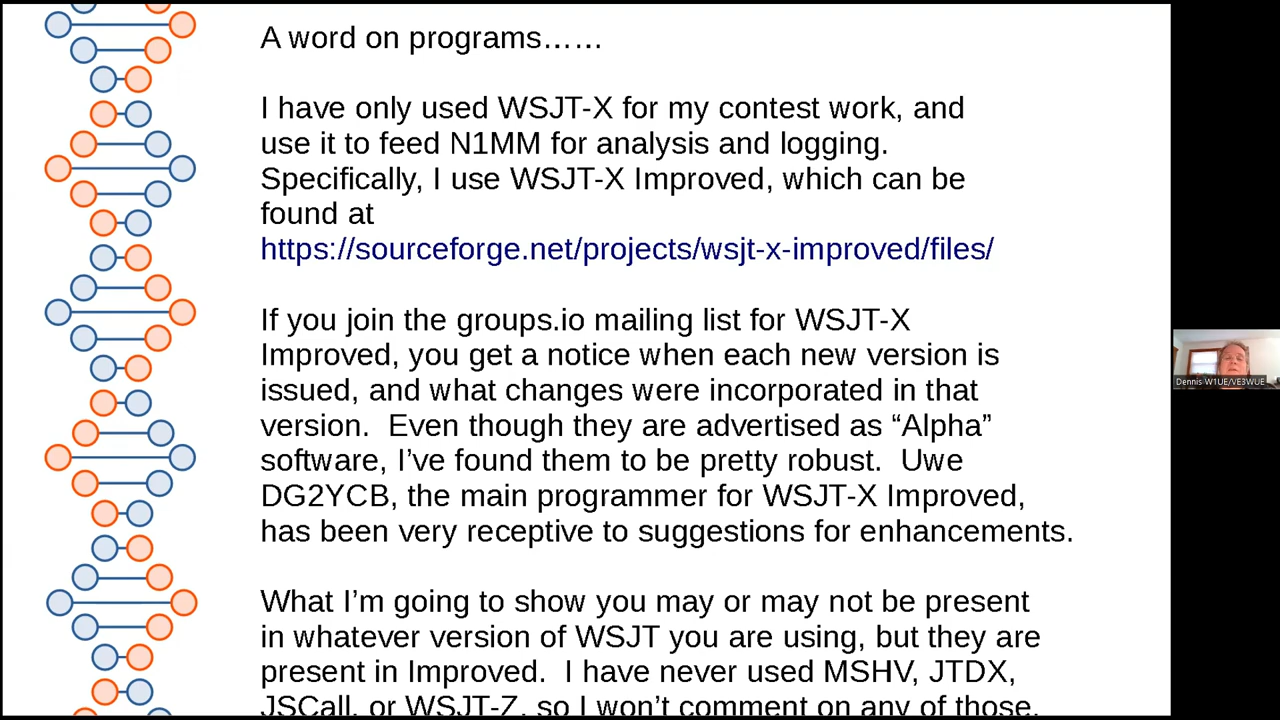 A word on programs……
I have only used WSJT-X for my contest work, and
use it to feed N1MM for analysis and logging.
Specifically, I use WSJT-X Improved, which can be
found at
https://sourceforge.net/projects/wsjt-x-improved/files/
If you join the groups.io mailing list for WSJT-X
Improved, you get a notice when each new version is
issued, and what changes were incorporated in that
version.  Even though they are advertised as “Alpha”
software, I’ve found them to be pretty robust.  Uwe
DG2YCB, the main programmer for WSJT-X Improved,
has been very receptive to suggestions for enhancements.
What I’m going to show you may or may not be present
in whatever version of WSJT you are using, but they are
present in Improved.  I have never used MSHV, JTDX,
JSCall, or WSJT-Z, so I won’t comment on any of those.
Dennis W1UE/VE3WUE